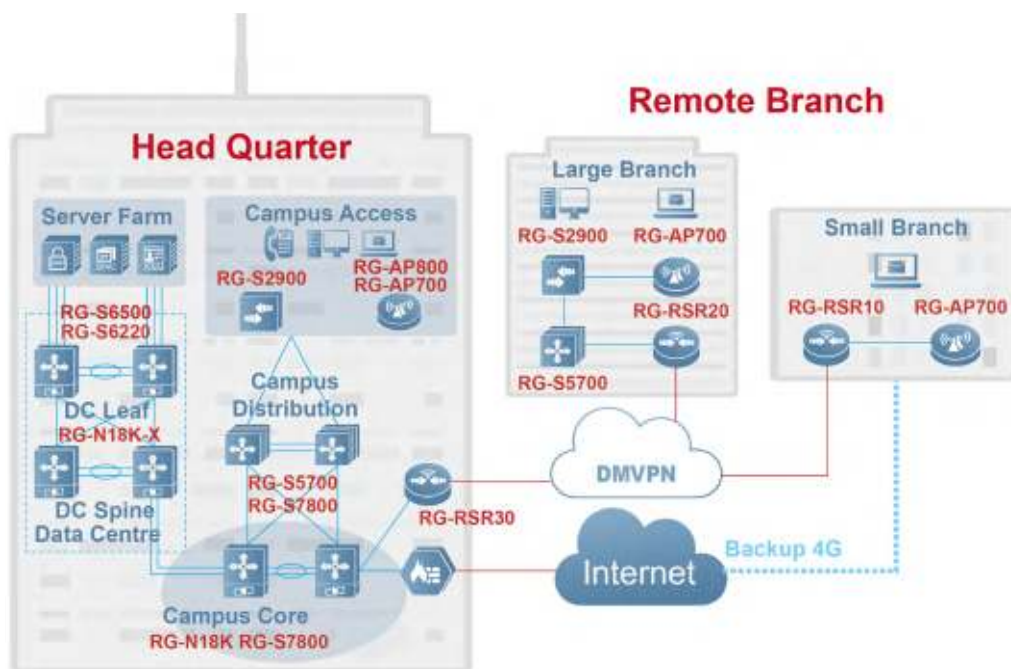 Head Quarter
Server Farm
RG-S6500
RG-S6220
DC Leaf
RG-N18K-X
DC Spine
Data Centre
Campus Access
RG-S2900
RG-AP800
RG-AP700
Campus
Distribution
RG-S5700
RG-S7800
Campus Core
RG-N18K RG-S7800
RG-RSR30
Remote Branch
Large Branch
RG-S2900
RG-AP700
RG-RSR20
RG-S5700
Small Branch
RG-RSR10
RG-AP700
DMVPN
Internet
Backup 4G